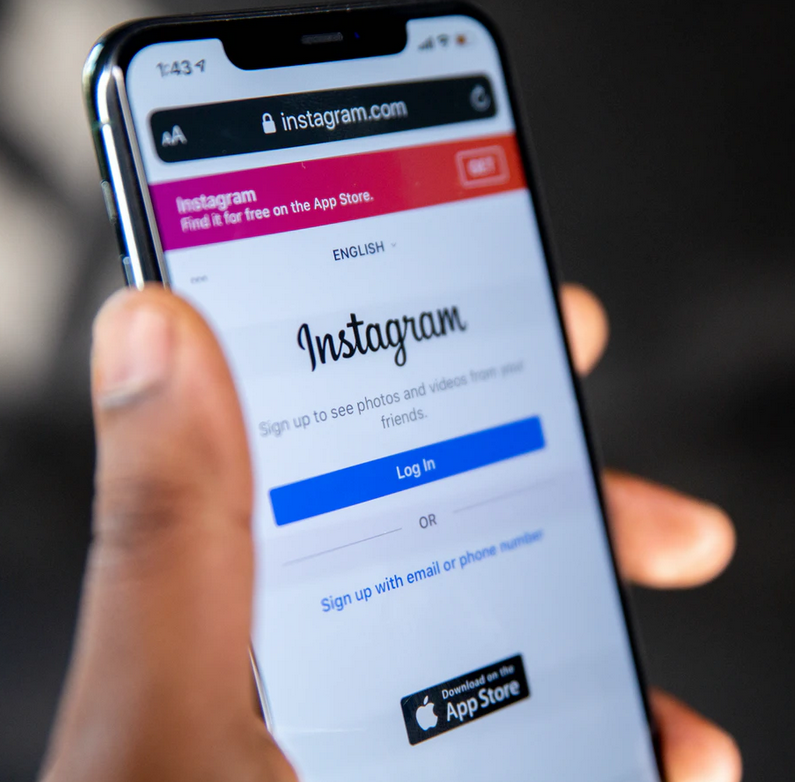 1:43
AA instagram.com
Instagram
Find it for free on the App Store.
GET
ENGLISH
Instagram
Sign up to see photos and videos from your
friends.
Log In
OR
Sign up with email or phone number
Download on the
App Store